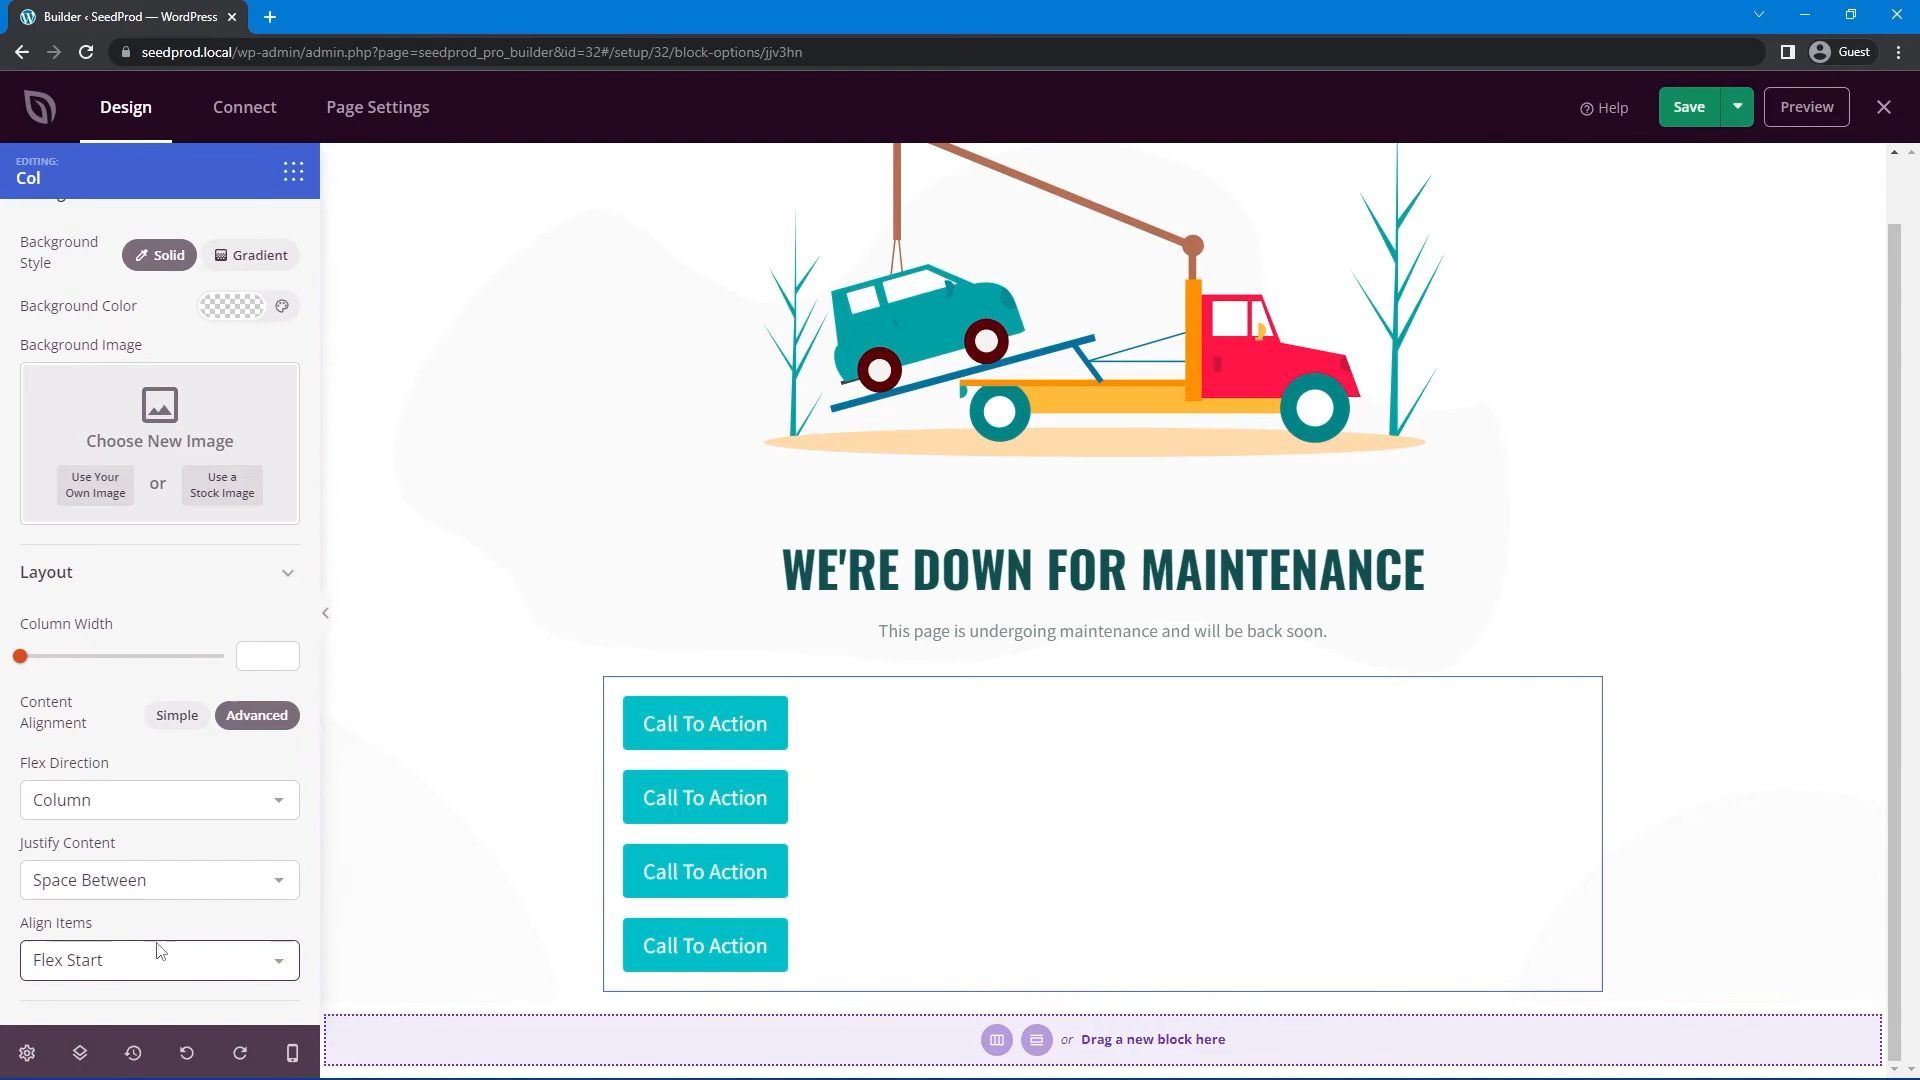 Builder ‹ SeedProd — WordPress
seedprod.local/wp-admin/admin.php?page=seedprod_pro_builder&id=32#/setup/32/block-options/jjv3hn
Guest
Design
Connect
Page Settings
Help
Save
Preview
EDITING:
Col
Background
Style
Solid
Gradient
Background Color
Background Image
Choose New Image
Use Your
Own Image
or
Use a
Stock Image
Layout
Column Width
Content
Alignment
Simple
Advanced
Flex Direction
Column
Justify Content
Space Between
Align Items
Flex Start
WE'RE DOWN FOR MAINTENANCE
This page is undergoing maintenance and will be back soon.
Call To Action
Call To Action
Call To Action
Call To Action
or Drag a new block here